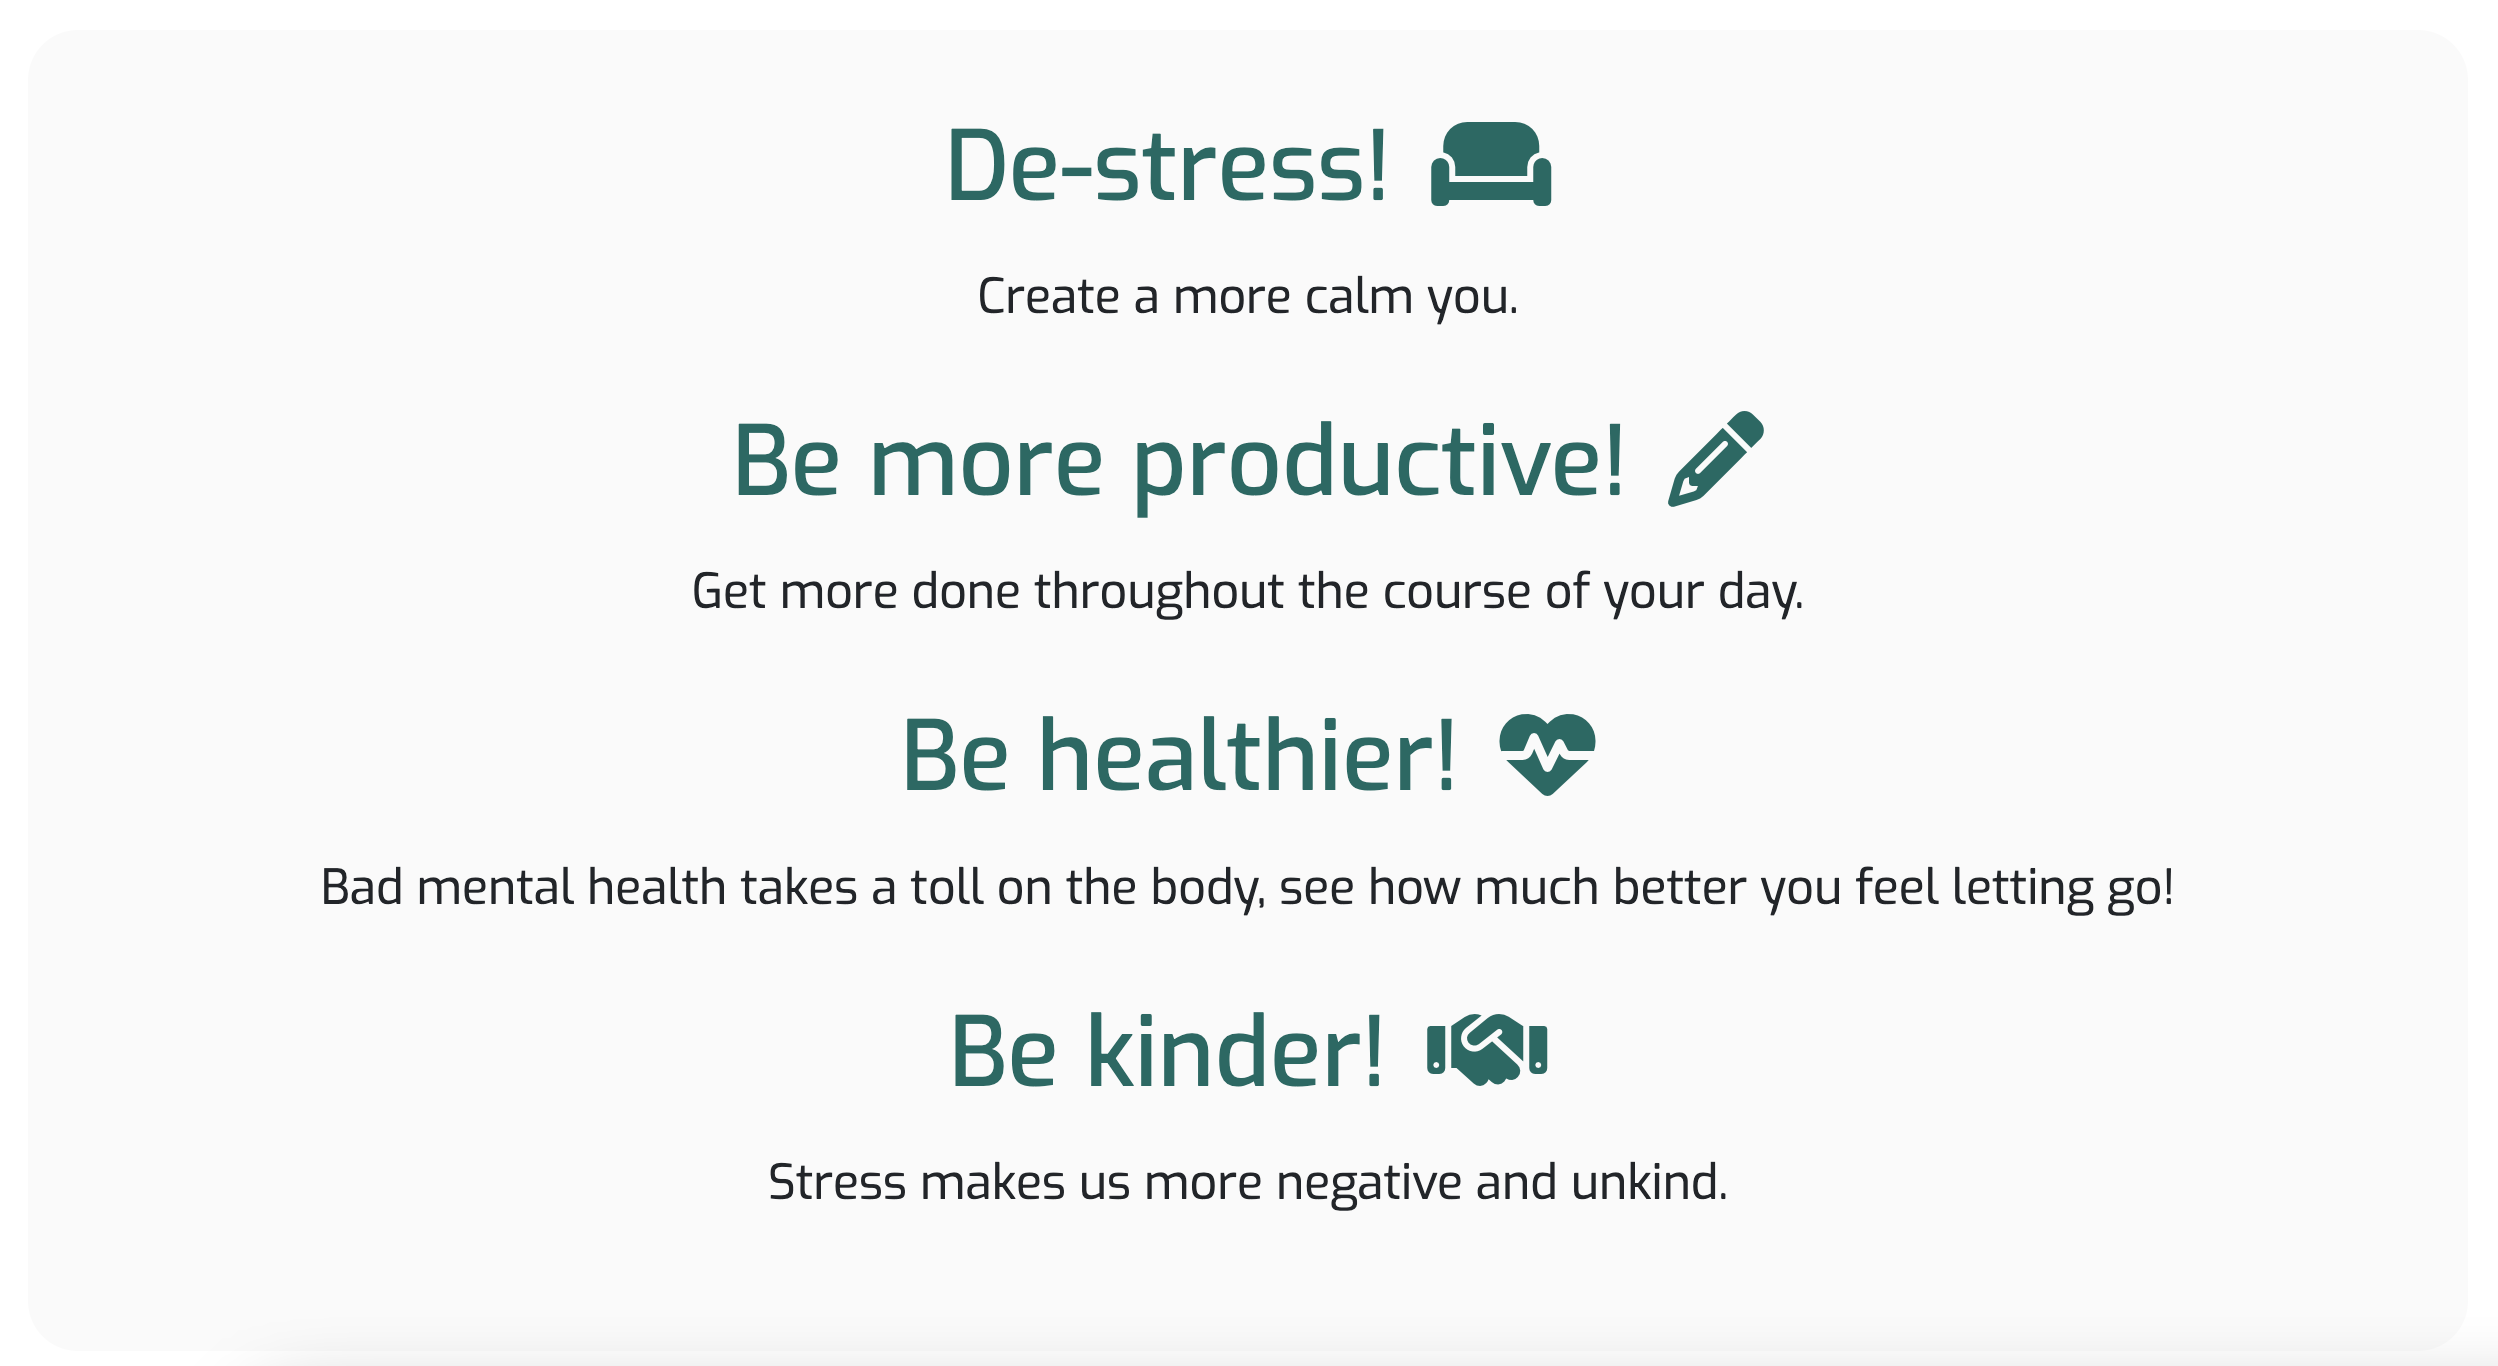 De-stress!
Create a more calm you.
Be more productive!
Get more done throughout the course of your day.
Be healthier!
Bad mental health takes a toll on the body, see how much better you feel letting go!
Be kinder!
Stress makes us more negative and unkind.